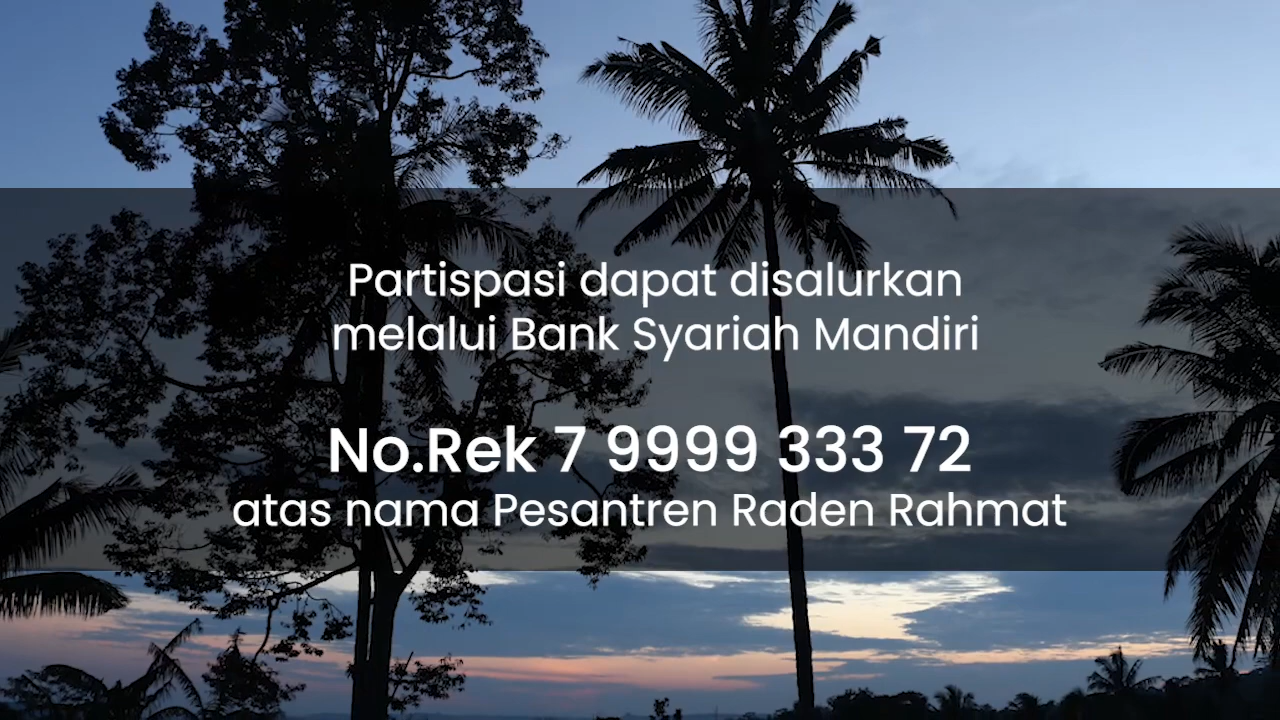 Partispasi dapat disalurkan
melalui Bank Syariah Mandiri
No.Rek 7 9999 333 72
atas nama Pesantren Raden Rahmat